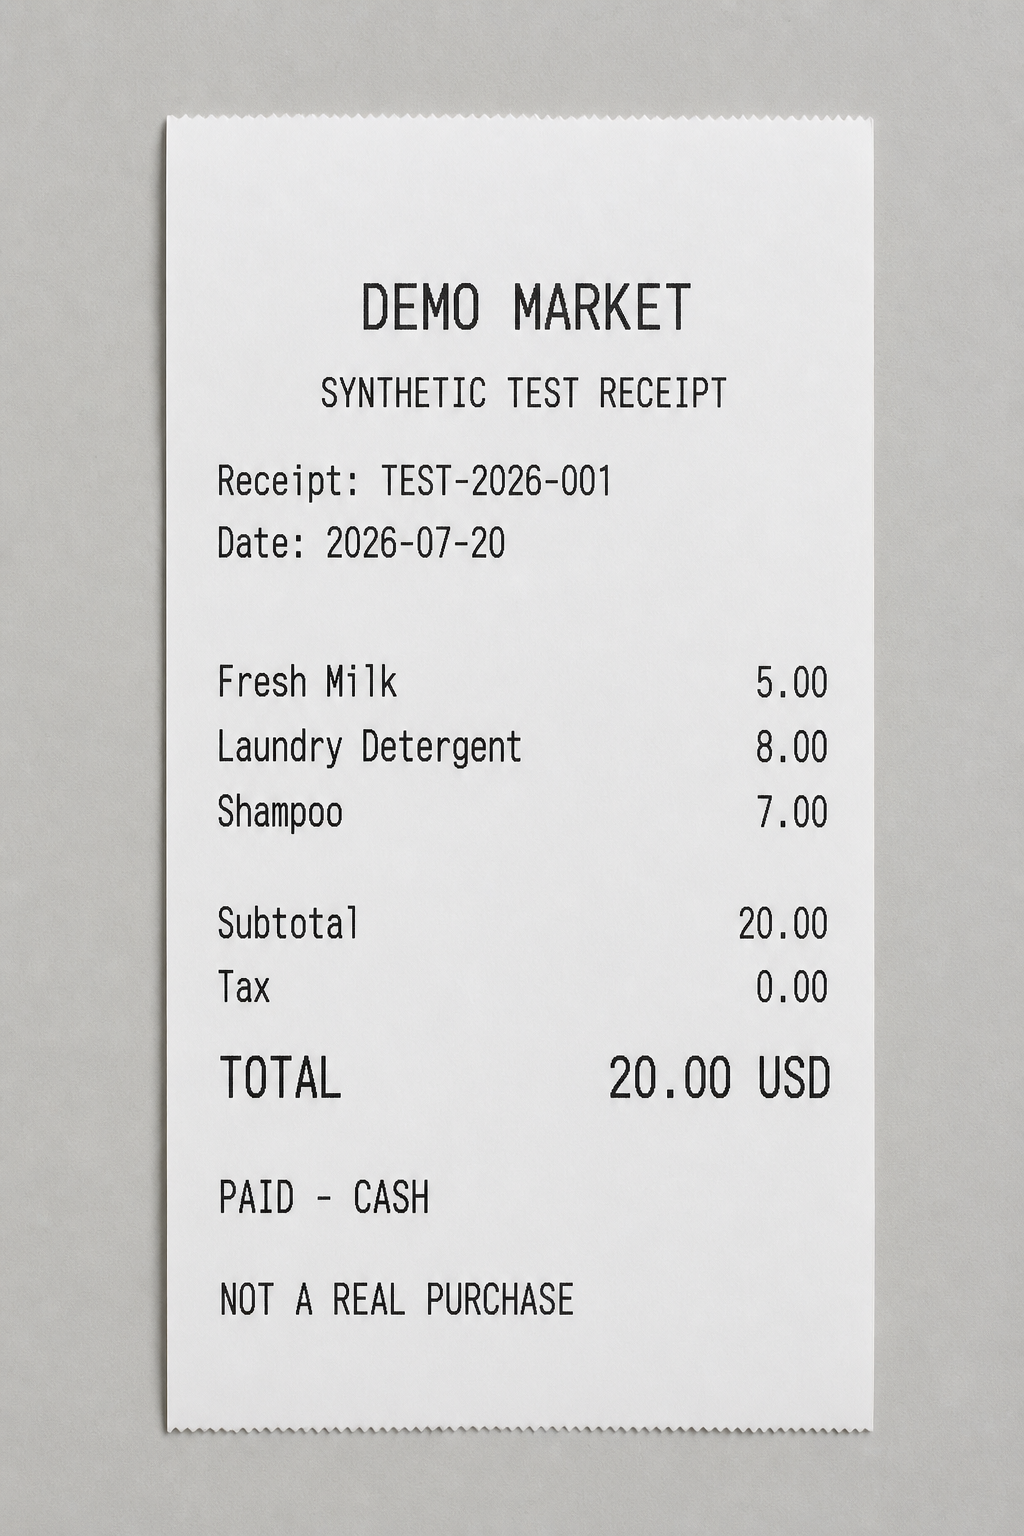 DEMO MARKET
SYNTHETIC TEST RECEIPT
Receipt: TEST-2026-001
Date: 2026-07-20
Fresh Milk 5.00
Laundry Detergent 8.00
Shampoo 7.00
Subtotal 20.00
Tax 0.00
TOTAL 20.00 USD
PAID - CASH
NOT A REAL PURCHASE